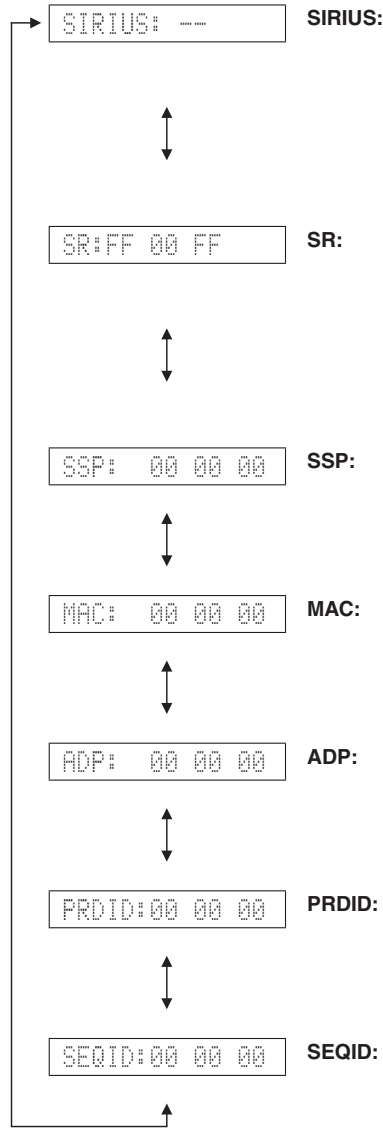 SIRIUS: -- SIRIUS:
SR:FF 00 FF SR:
SSP: 00 00 00 SSP:
MAC: 00 00 00 MAC:
ADP: 00 00 00 ADP:
PRDID:00 00 00 PRDID:
SEQID:00 00 00 SEQID: